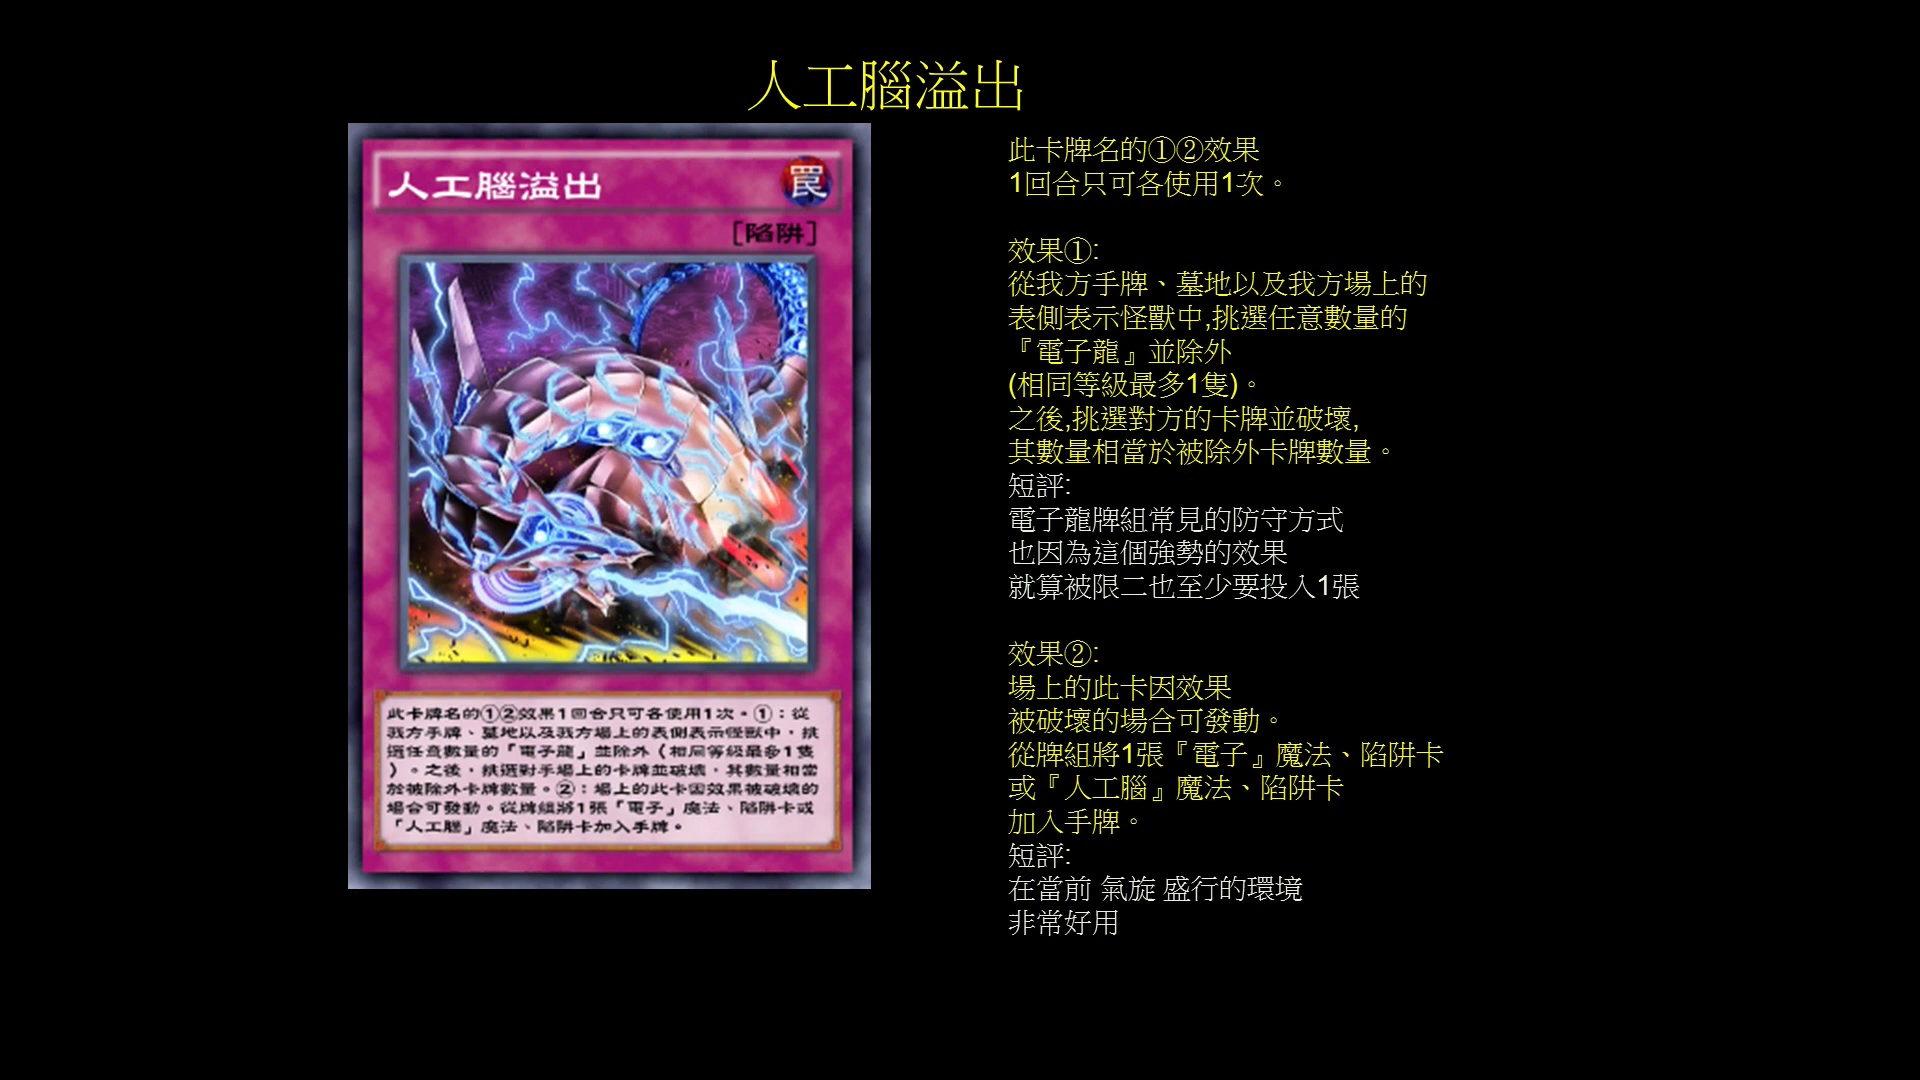 人工腦溢出
人工腦溢出
罠
[陷阱]
此卡牌名的①②效果1回合只可各使用1次。①：從
我方手牌、墓地以及我方場上的表側表示怪獸中，挑
選任意數量的「電子龍」並除外（相同等級最多1隻
）。之後，挑選對手場上的卡牌並破壞，其數量相當
於被除外卡牌數量。②：場上的此卡因效果被破壞的
場合可發動。從牌組將1張「電子」魔法、陷阱卡或
「人工腦」魔法、陷阱卡加入手牌。
此卡牌名的①②效果
1回合只可各使用1次。
效果①:
從我方手牌、墓地以及我方場上的
表側表示怪獸中,挑選任意數量的
『電子龍』並除外
(相同等級最多1隻)。
之後,挑選對方的卡牌並破壞,
其數量相當於被除外卡牌數量。
短評:
電子龍牌組常見的防守方式
也因為這個強勢的效果
就算被限二也至少要投入1張
效果②:
場上的此卡因效果
被破壞的場合可發動。
從牌組將1張『電子』魔法、陷阱卡
或『人工腦』魔法、陷阱卡
加入手牌。
短評:
在當前 氣旋 盛行的環境
非常好用